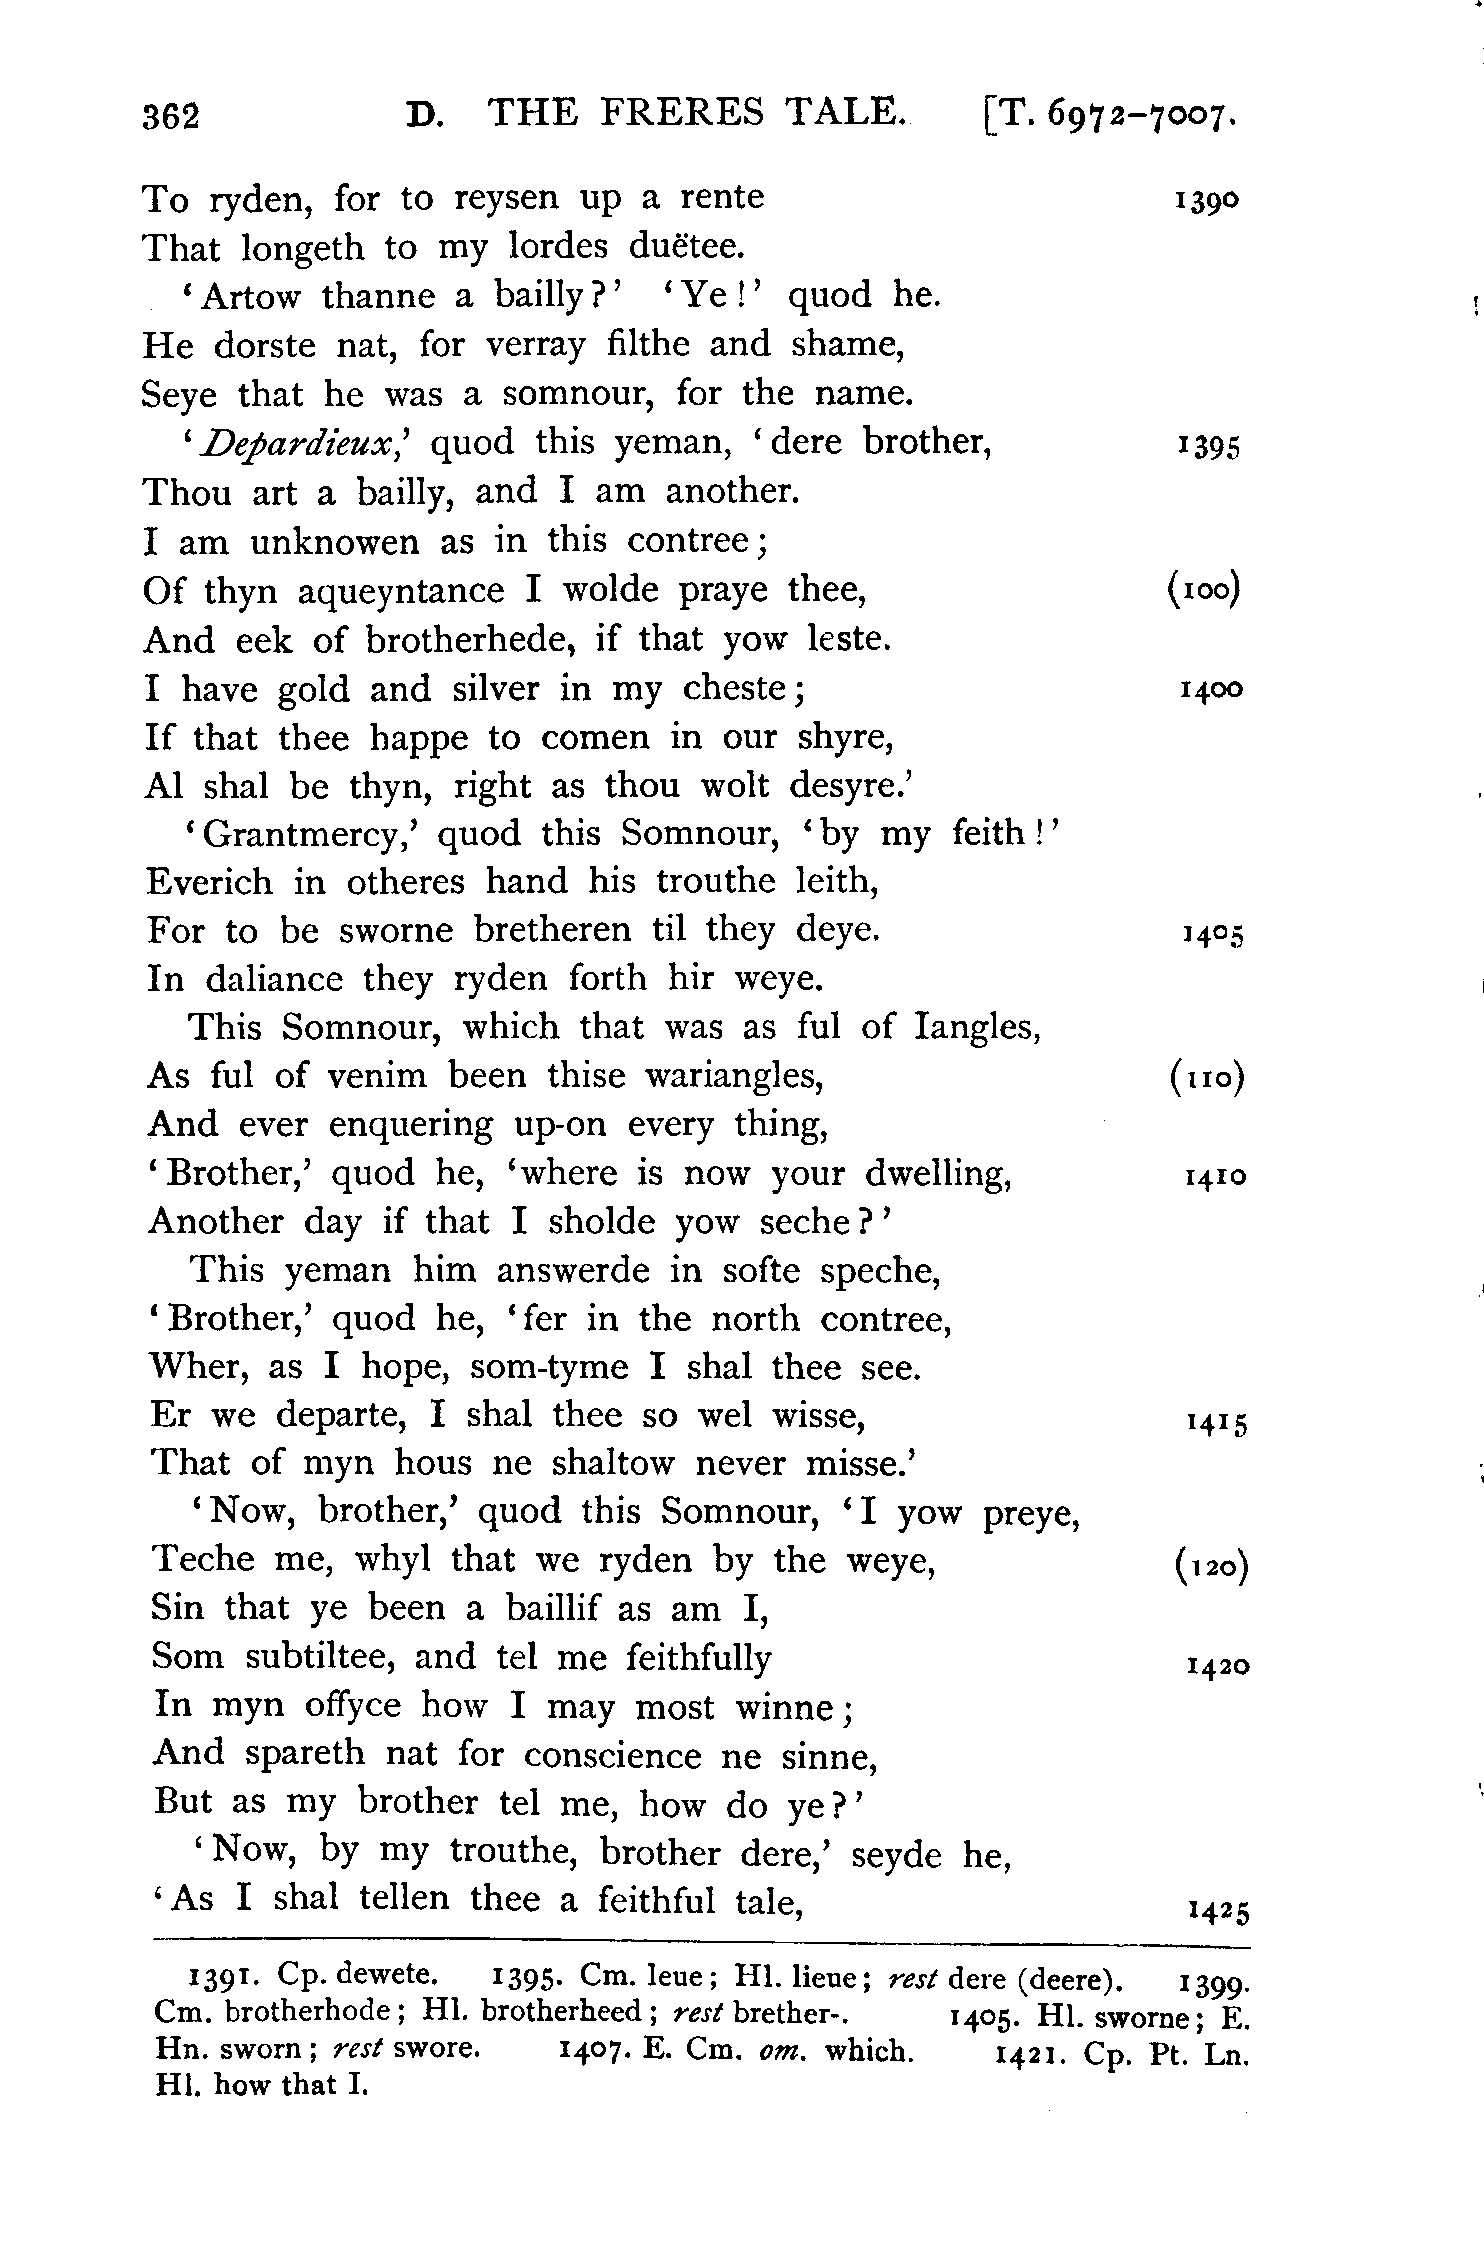 362 D. THE FRERES TALE. [T. 6972–7007.
To ryden, for to reysen up a rente 1390
That longeth to my lordes duëtee.
‘Artow thanne a bailly?’ ‘Ye!’ quod he.
He dorste nat, for verray filthe and shame,
Seye that he was a somnour, for the name.
‘Depardieux,’ quod this yeman, ‘dere brother, 1395
Thou art a bailly, and I am another.
I am unknowen as in this contree;
Of thyn aqueyntance I wolde praye thee, (100)
And eek of brotherhede, if that yow leste.
I have gold and silver in my cheste; 1400
If that thee happe to comen in our shyre,
Al shal be thyn, right as thou wolt desyre.’
‘Grantmercy,’ quod this Somnour, ‘by my feith!’
Everich in otheres hand his trouthe leith,
For to be sworne bretheren til they deye. 1405
In daliance they ryden forth hir weye.
This Somnour, which that was as ful of Iangles,
As ful of venim been thise wariangles, (110)
And ever enquering up-on every thing,
‘Brother,’ quod he, ‘where is now your dwelling, 1410
Another day if that I sholde yow seche?’
This yeman him answerde in softe speche,
‘Brother,’ quod he, ‘fer in the north contree,
Wher, as I hope, som-tyme I shal thee see.
Er we departe, I shal thee so wel wisse, 1415
That of myn hous ne shaltow never misse.’
‘Now, brother,’ quod this Somnour, ‘I yow preye,
Teche me, whyl that we ryden by the weye, (120)
Sin that ye been a baillif as am I,
Som subtiltee, and tel me feithfully 1420
In myn offyce how I may most winne;
And spareth nat for conscience ne sinne,
But as my brother tel me, how do ye?’
‘Now, by my trouthe, brother dere,’ seyde he,
‘As I shal tellen thee a feithful tale, 1425
1391. Cp. dewete. 1395. Cm. leue; Hl. lieue; rest dere (deere). 1399.
Cm. brotherhode; Hl. brotherheed; rest brether-. 1405. Hl. sworne; E.
Hn. sworn; rest swore. 1407. E. Cm. om. which. 1421. Cp. Pt. Ln.
Hl. how that I.